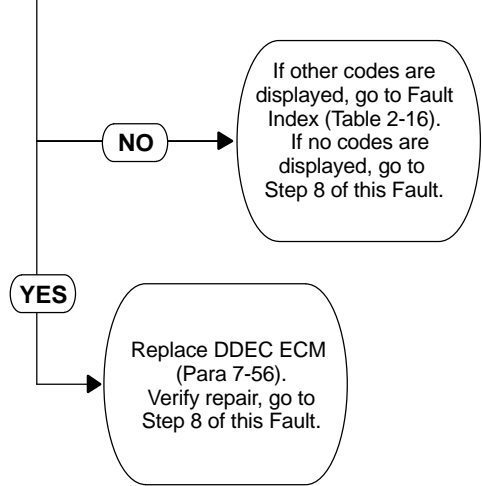 If other codes are
displayed, go to Fault
Index (Table 2-16).
If no codes are
displayed, go to
Step 8 of this Fault.
NO
YES
Replace DDEC ECM
(Para 7-56).
Verify repair, go to
Step 8 of this Fault.